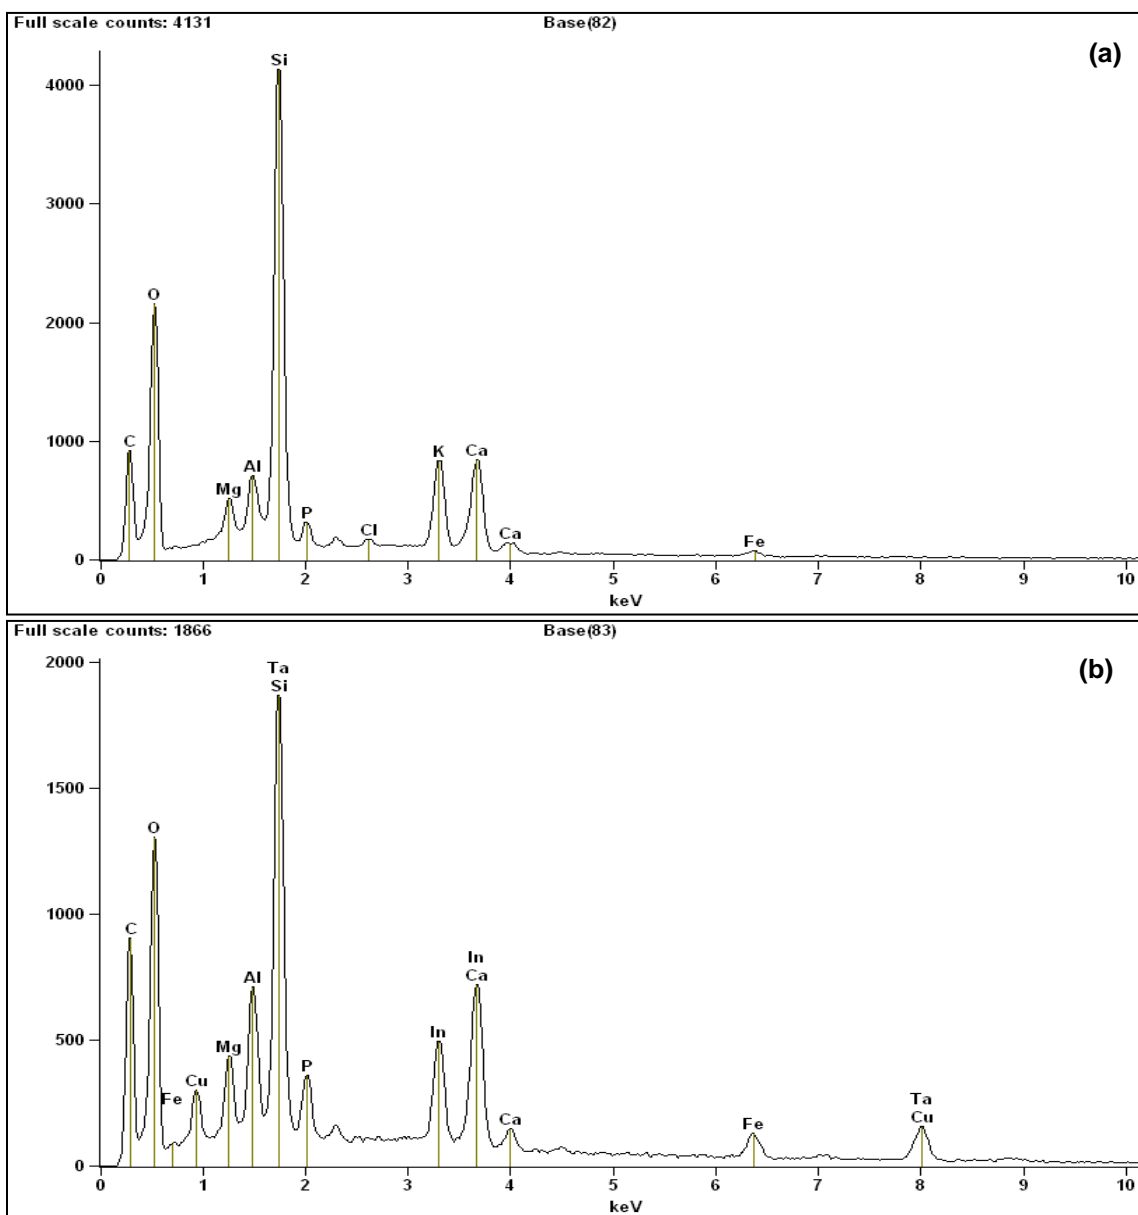 Full scale counts: 4131 Base(82)
(a)
Si
4000
3000
O
2000
C
1000
K
Ca
Al
Mg
P
Cl
Ca
Fe
0
0 1 2 3 4 5 6 7 8 9 10
keV
Full scale counts: 1866 Base(83)
(b)
2000
Ta
Si
1500
O
1000
C
In
Ca
Al
500
In
Mg
Cu
Fe
P
Ca
Fe
Ta
Cu
0
0 1 2 3 4 5 6 7 8 9 10
keV